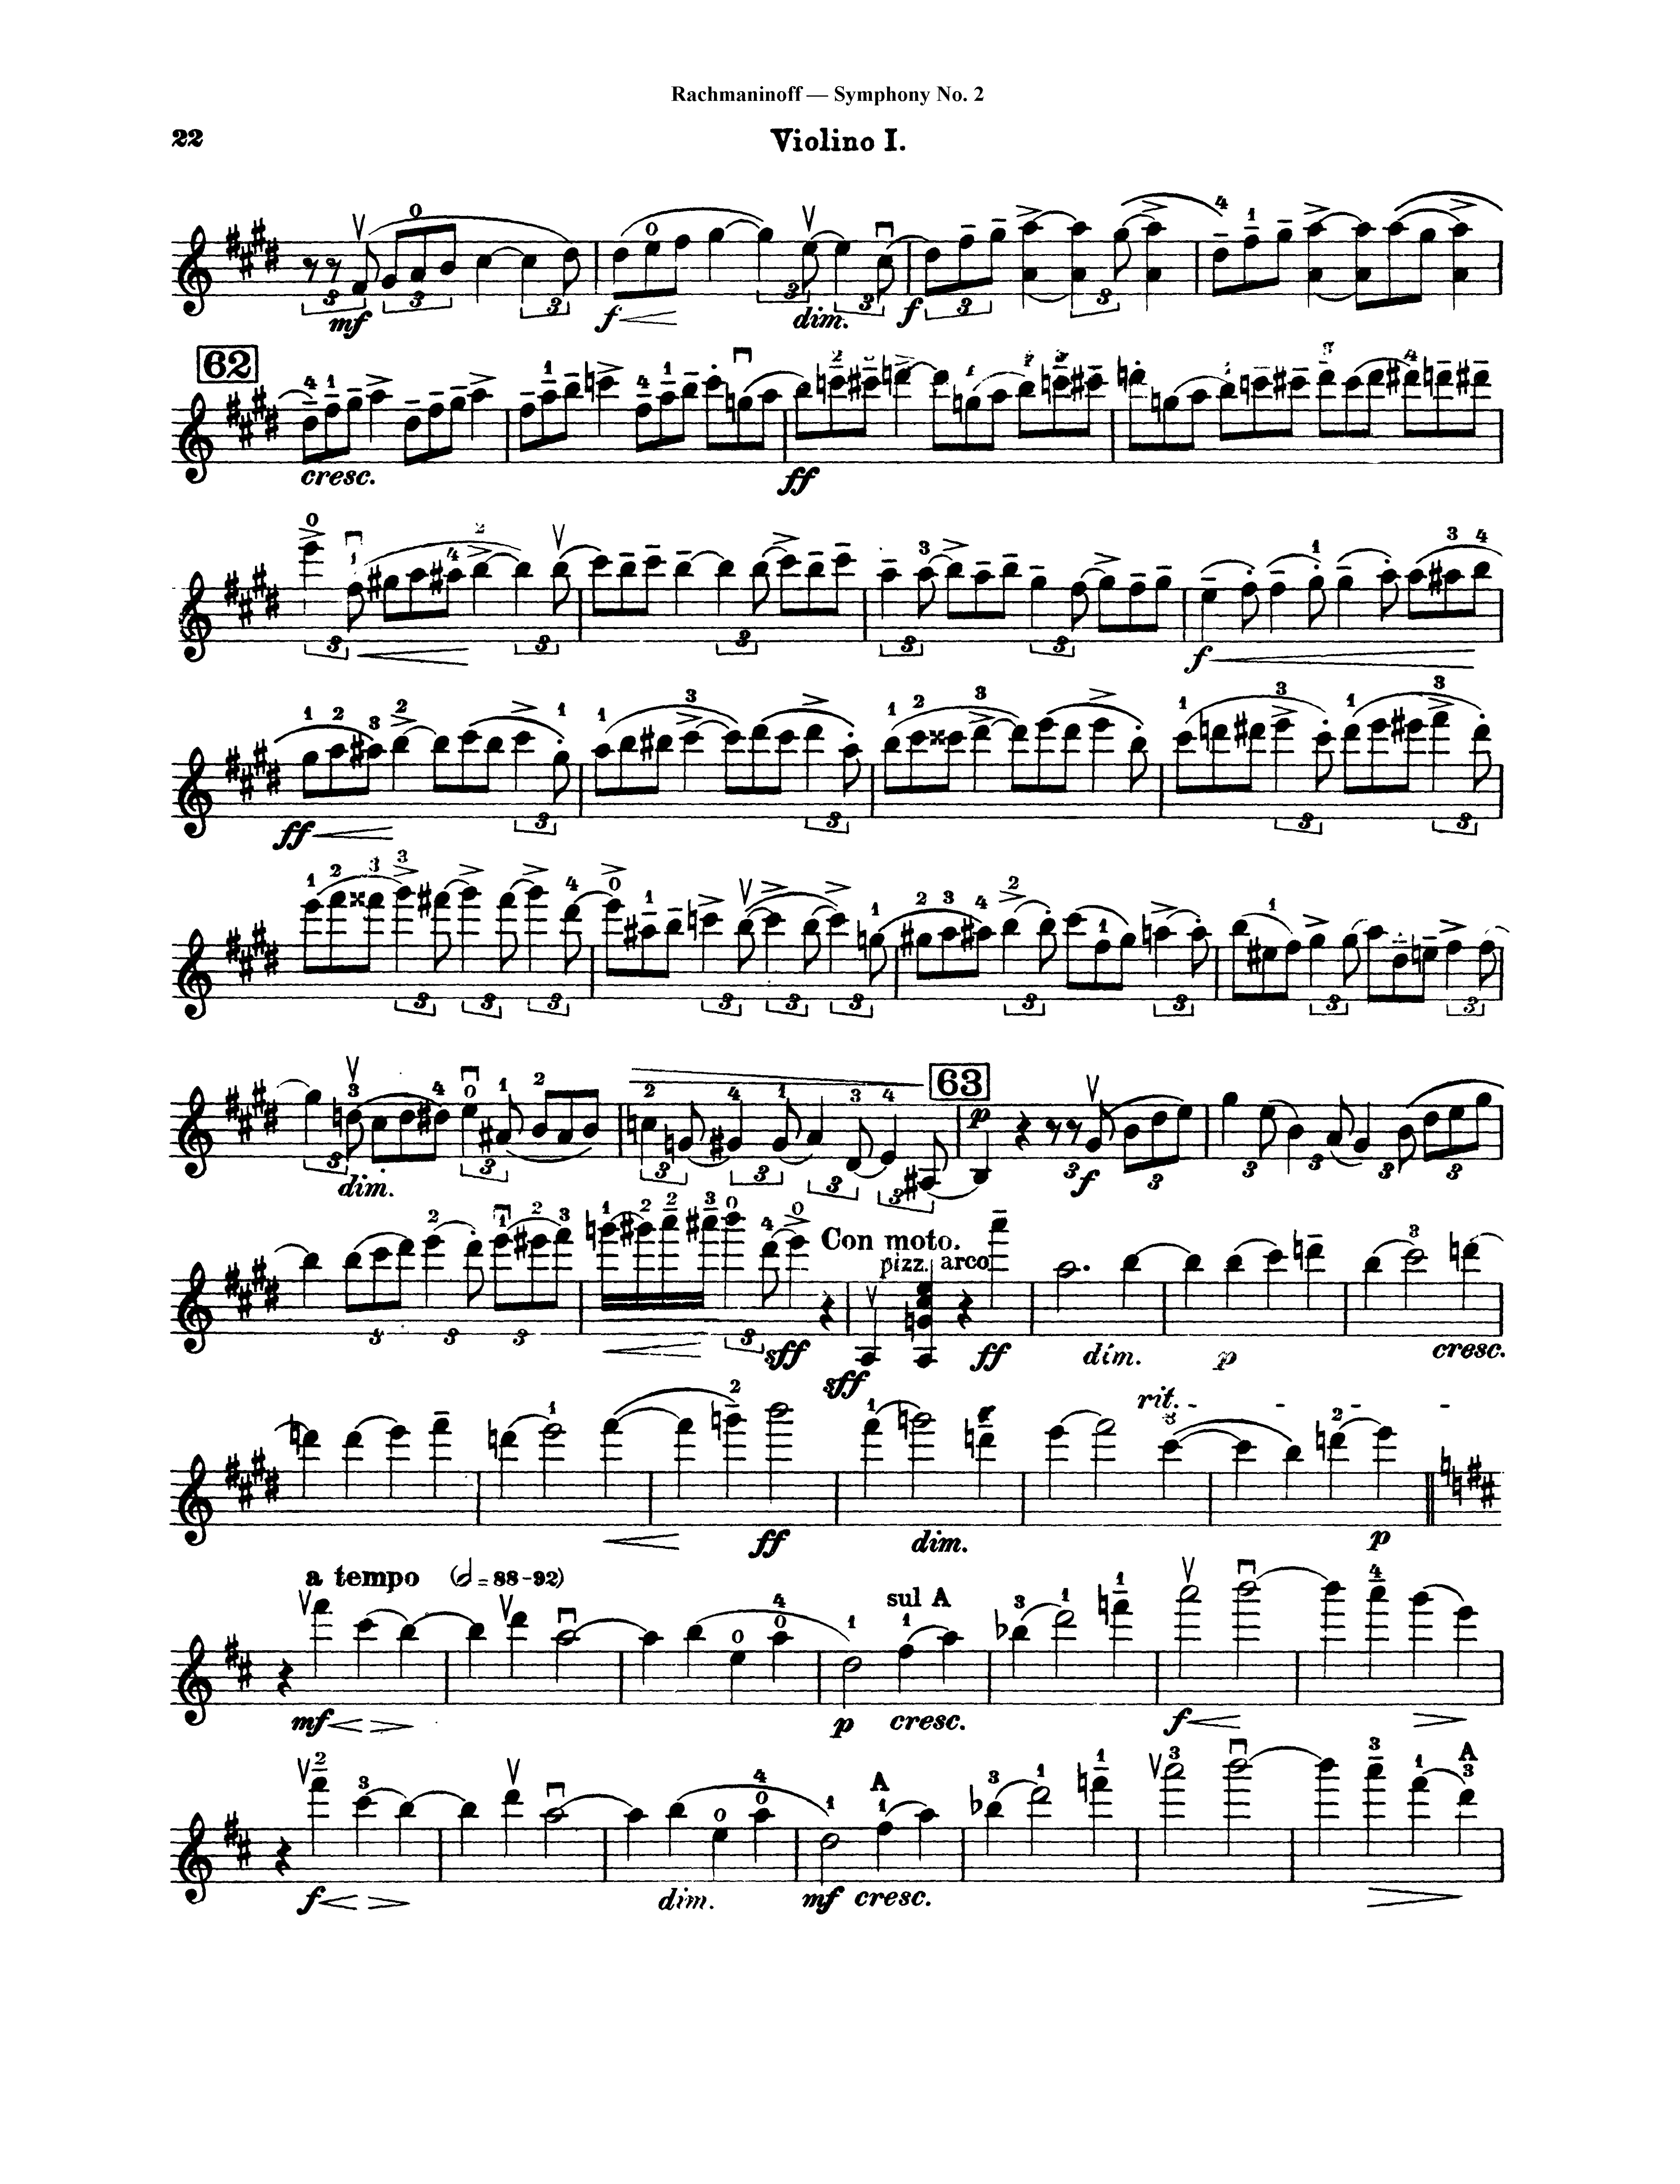 Rachmaninoff — Symphony No. 2
22
Violino I.
mf f dim. f
62
cresc. ff
f
ff
63
dim. p f
Con moto.
pizz. arco
sff sff ff dim. p cresc.
rit.
ff dim. p
a tempo (𝅗𝅥 = 88-92)
sul A
mf p cresc. f
A A
f dim. mf cresc.